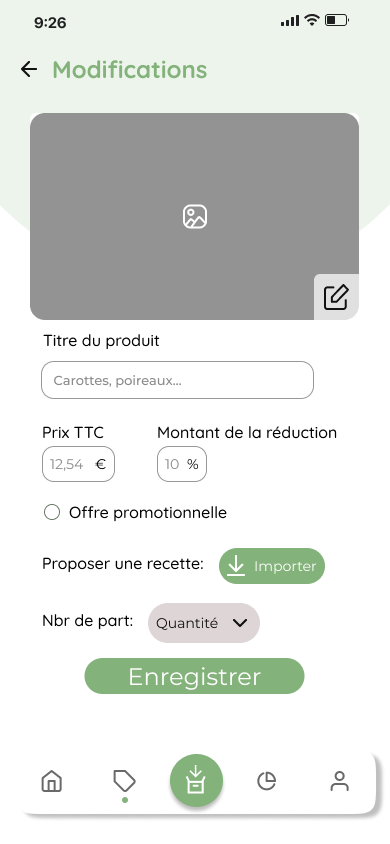 9:26
Modifications
Titre du produit
Carottes, poireaux...
Prix TTC
Montant de la réduction
12,54 €
10 %
Offre promotionnelle
Proposer une recette:
Importer
Nbr de part:
Quantité
Enregistrer